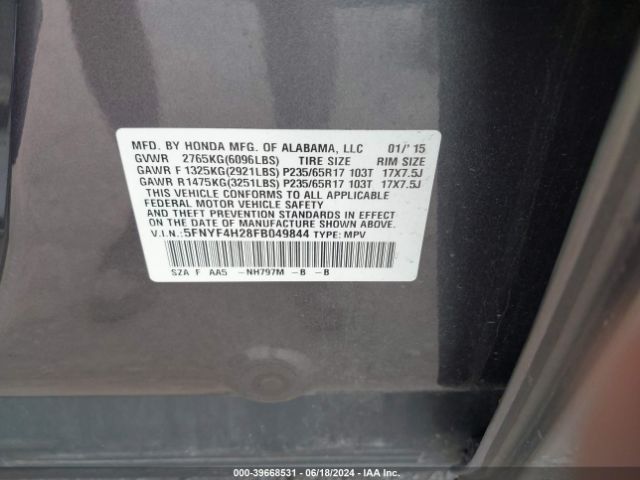 MFD. BY HONDA MFG. OF ALABAMA, LLC 01/'15
GVWR 2765KG(6096LBS) TIRE SIZE RIM SIZE
GAWR F 1325KG(2921LBS) P235/65R17 103T 17X7.5J
GAWR R1475KG(3251LBS) P235/65R17 103T 17X7.5J
THIS VEHICLE CONFORMS TO ALL APPLICABLE
FEDERAL MOTOR VEHICLE SAFETY AND
THEFT PREVENTION STANDARDS IN EFFECT ON
THE DATE OF MANUFACTURE SHOWN ABOVE.
V.I.N.: 5FNYF4H28FB049844 TYPE: MPV
SZA F AA5 -NH797M -B -B
000-39668531 - 06/18/2024 - IAA Inc.